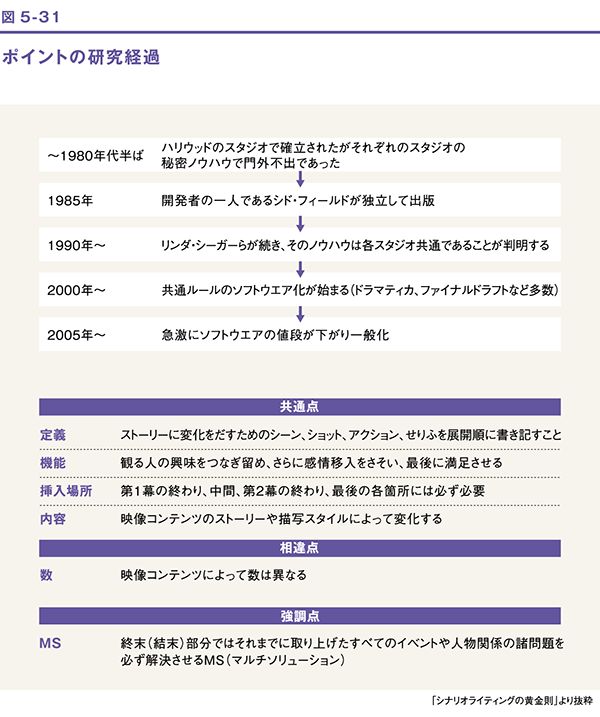 図 5-31
ポイントの研究経過
～1980年代半ば ハリウッドのスタジオで確立されたがそれぞれのスタジオの
秘密ノウハウで門外不出であった
1985年 開発者の一人であるシド・フィールドが独立して出版
1990年～ リンダ・シーガーらが続き、そのノウハウは各スタジオ共通であることが判明する
2000年～ 共通ルールのソフトウエア化が始まる（ドラマティカ、ファイナルドラフトなど多数）
2005年～ 急激にソフトウエアの値段が下がり一般化
共通点
定義 ストーリーに変化をだすためのシーン、ショット、アクション、せりふを展開順に書き記すこと
機能 観る人の興味をつなぎ留め、さらに感情移入をさそい、最後に満足させる
挿入場所 第1幕の終わり、中間、第2幕の終わり、最後の各箇所には必ず必要
内容 映像コンテンツのストーリーや描写スタイルによって変化する
相違点
数 映像コンテンツによって数は異なる
強調点
MS 終末（結末）部分ではそれまでに取り上げたすべてのイベントや人物関係の諸問題を
必ず解決させるMS（マルチソリューション）
「シナリオライティングの黄金則」より抜粋